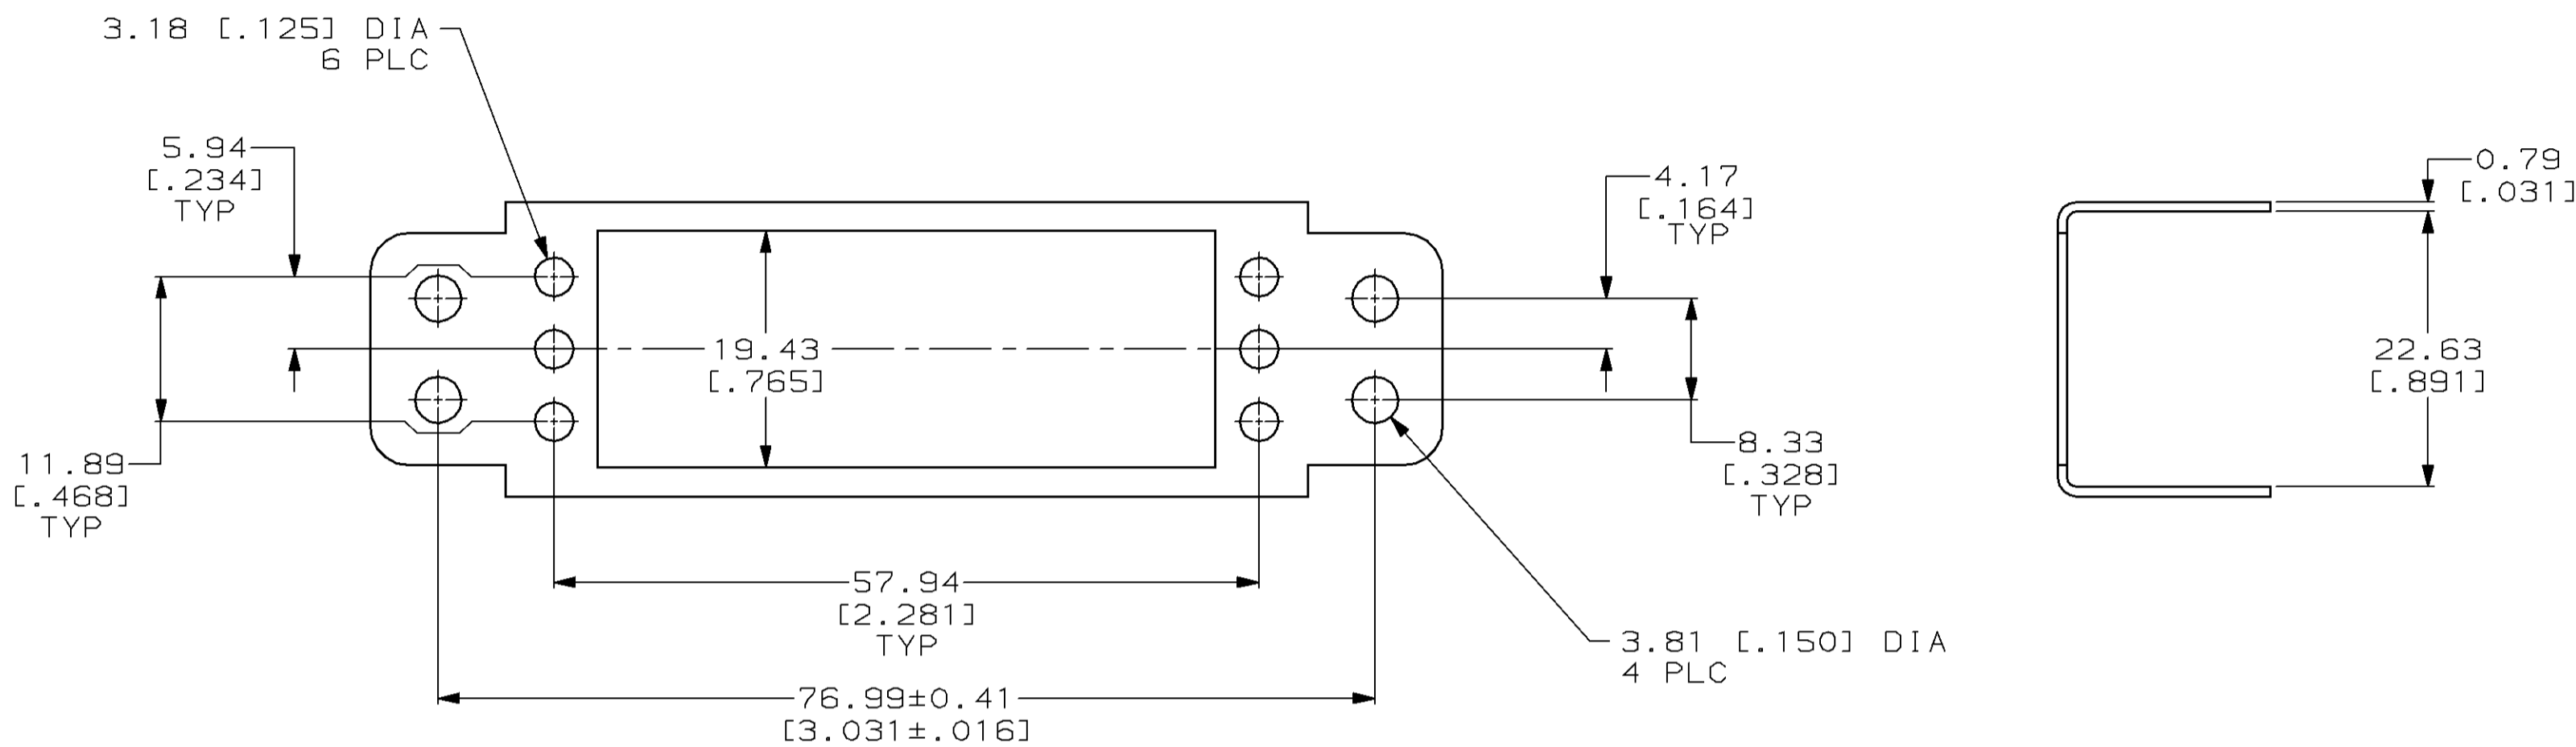 3.18 [.125] DIA
6 PLC
5.94
[.234]
TYP
4.17
[.164]
TYP
0.79
[.031]
19.43
[.765]
22.63
[.891]
11.89
[.468]
TYP
8.33
[.328]
TYP
57.94
[2.281]
TYP
3.81 [.150] DIA
4 PLC
76.99±0.41
[3.031±.016]